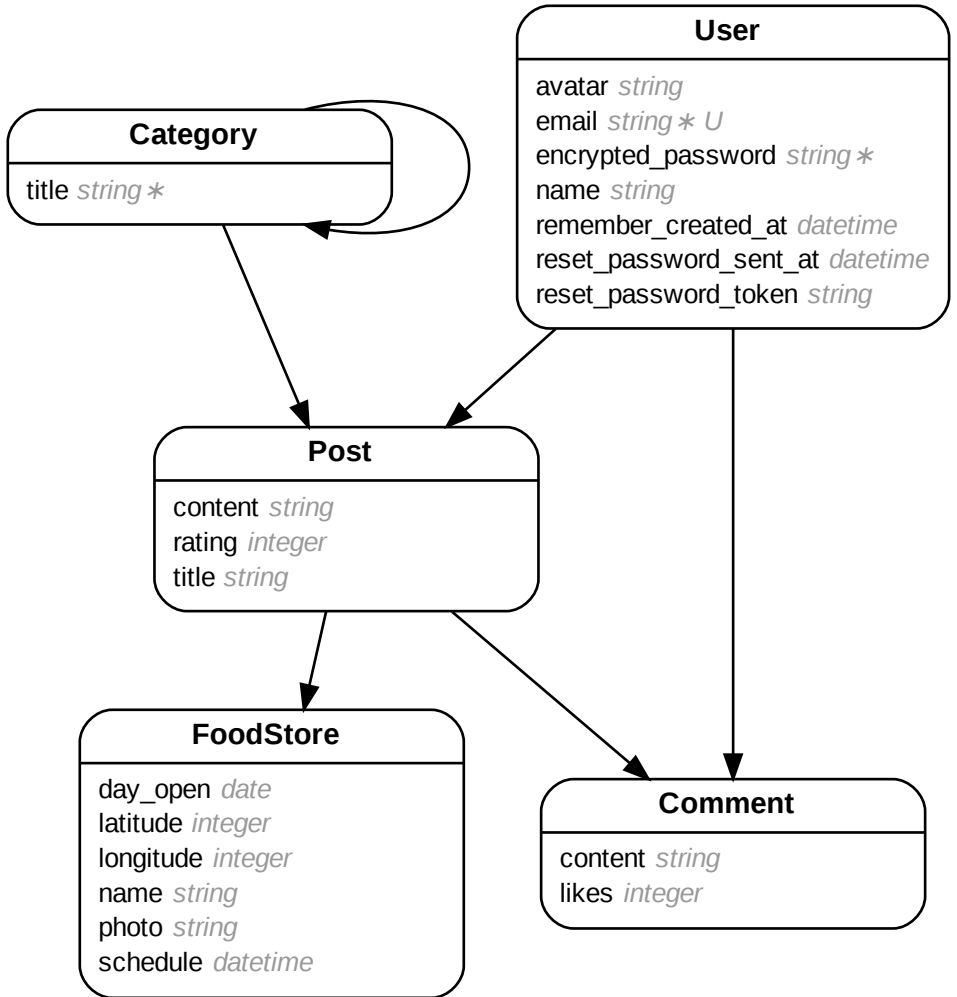 User
avatar string
email string∗ U
encrypted_password string∗
name string
remember_created_at datetime
reset_password_sent_at datetime
reset_password_token string
Category
title string∗
Post
content string
rating integer
title string
FoodStore
day_open date
latitude integer
longitude integer
name string
photo string
schedule datetime
Comment
content string
likes integer